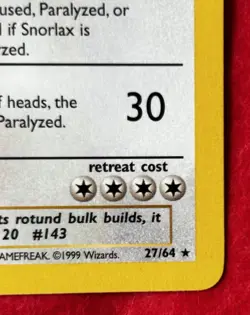 used, Paralyzed, or
l if Snorlax is
zed.
f heads, the
Paralyzed.
30
retreat cost
ts rotund bulk builds, it
20 #143
AMEFREAK. ©1999 Wizards. 27/64 ★